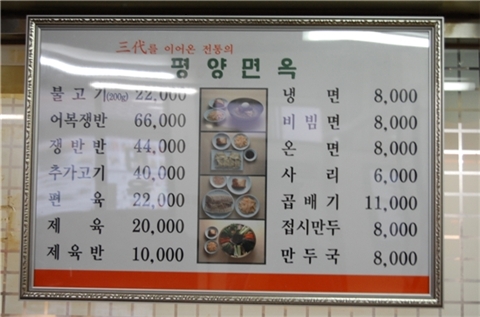 三代를 이어온 전통의
평양면옥
불고기(200g) 22,000
어복쟁반 66,000
쟁반반 44,000
추가고기 40,000
편육 22,000
제육 20,000
제육반 10,000
냉면 8,000
비빔면 8,000
온면 8,000
사리 6,000
곱배기 11,000
접시만두 8,000
만두국 8,000